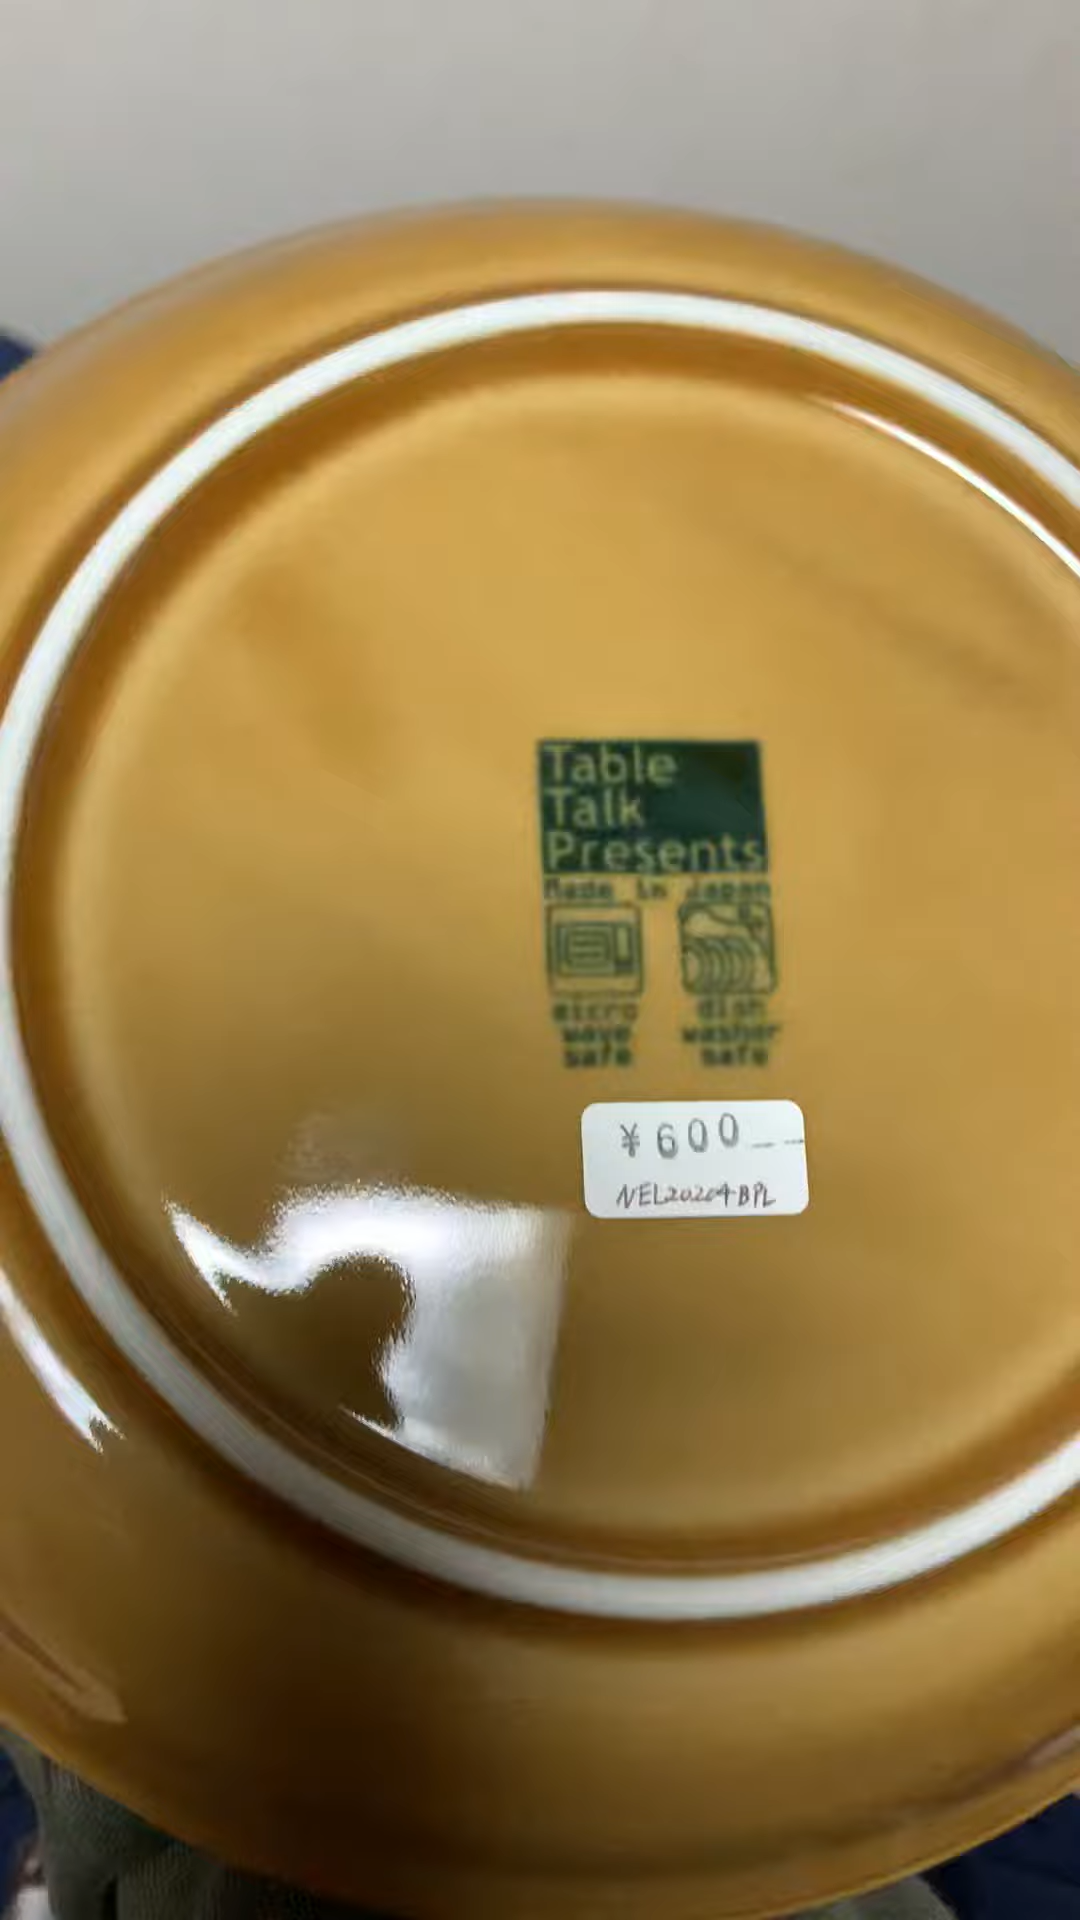 Table
Talk
Presents
Made in Japan
micro
wave
safe
dish
washer
safe
¥600--
NEL20204BPL